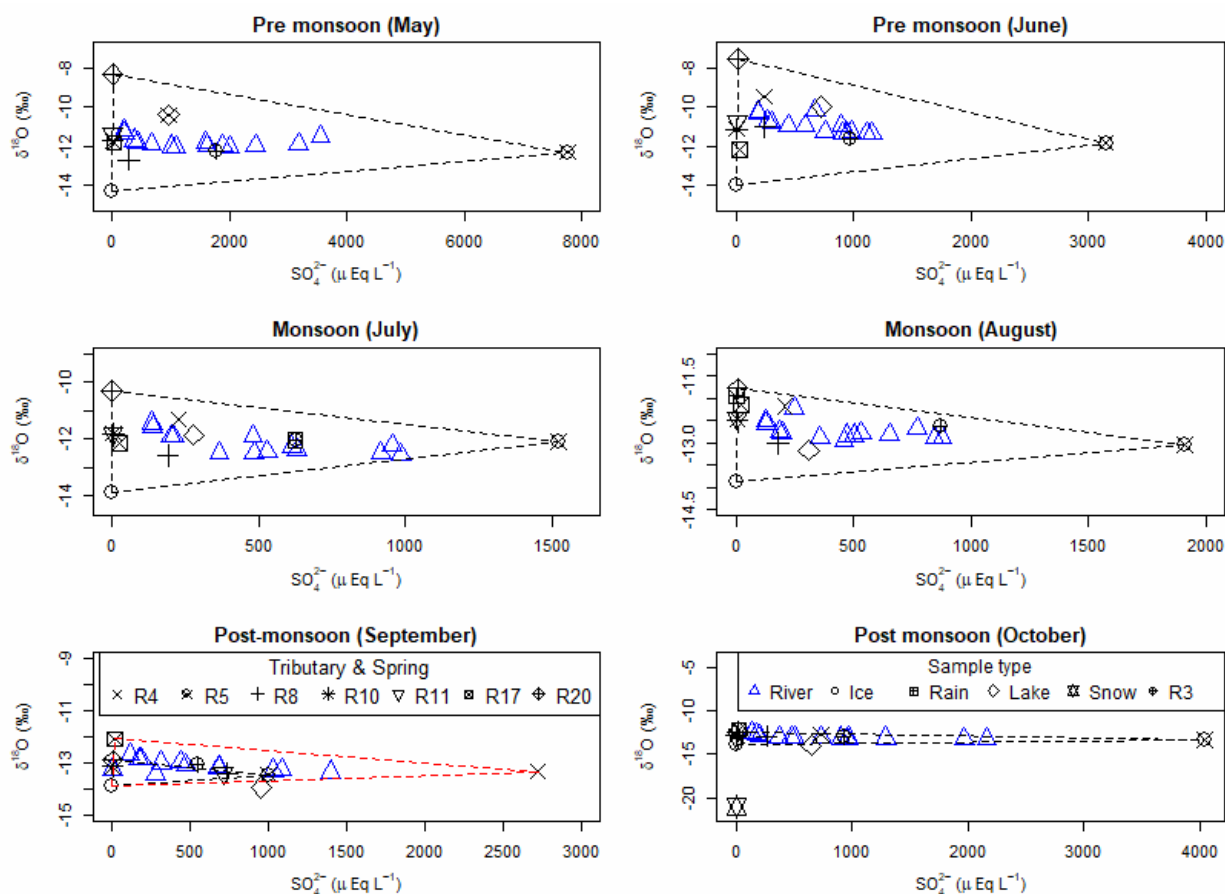 Pre monsoon (May)
δ¹⁸O (‰)
-8
-10
-12
-14
0 2000 4000 6000 8000
SO₄²⁻ (μ Eq L⁻¹)
Pre monsoon (June)
δ¹⁸O (‰)
-8
-10
-12
-14
0 1000 2000 3000 4000
SO₄²⁻ (μ Eq L⁻¹)
Monsoon (July)
δ¹⁸O (‰)
-10
-12
-14
0 500 1000 1500
SO₄²⁻ (μ Eq L⁻¹)
Monsoon (August)
δ¹⁸O (‰)
-11.5
-13.0
-14.5
0 500 1000 1500 2000
SO₄²⁻ (μ Eq L⁻¹)
Post-monsoon (September)
Tributary & Spring
R4 R5 R8 R10 R11 R17 R20
δ¹⁸O (‰)
-9
-11
-13
-15
0 500 1000 1500 2000 2500 3000
SO₄²⁻ (μ Eq L⁻¹)
Post monsoon (October)
Sample type
River Ice Rain Lake Snow R3
δ¹⁸O (‰)
-5
-10
-15
-20
0 1000 2000 3000 4000
SO₄²⁻ (μ Eq L⁻¹)